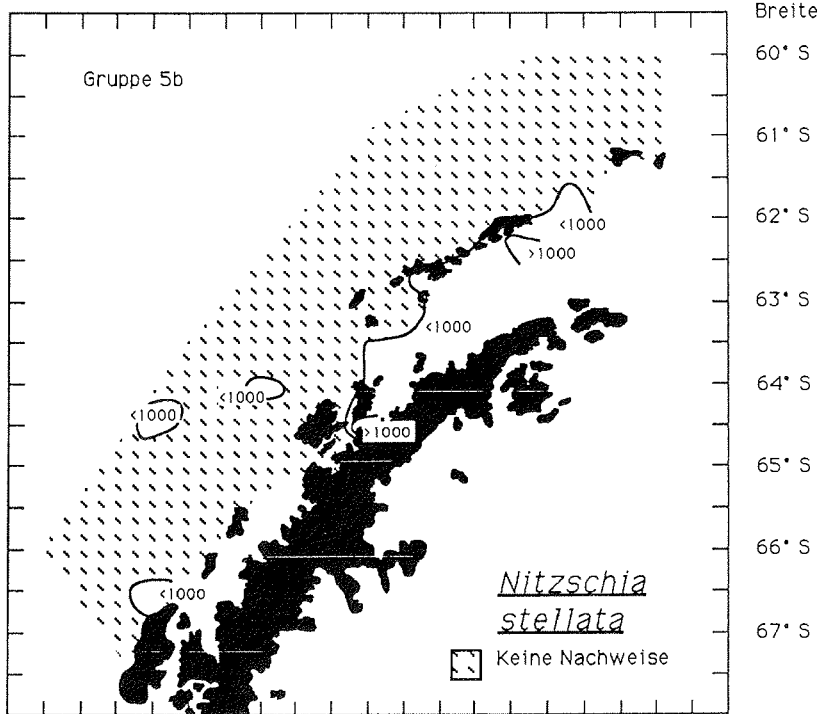 Breite
60° S
Gruppe 5b
61° S
62° S
<1000
>1000
63° S
<1000
64° S
<1000
<1000
>1000
65° S
66° S
<1000
Nitzschia
stellata
67° S
Keine Nachweise